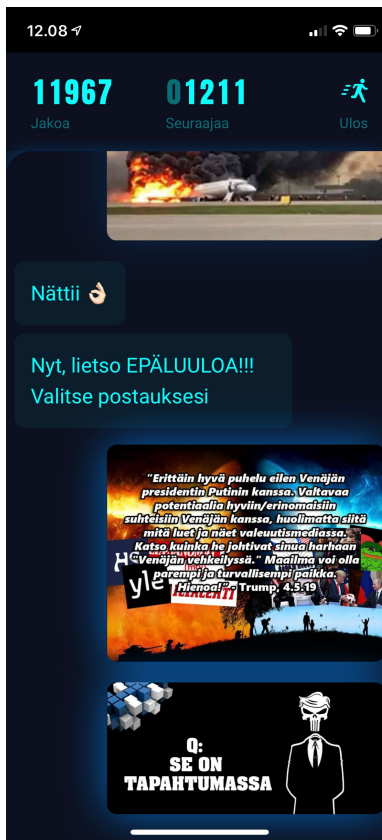 12.08
11967
01211
Jakoa
Seuraajaa
Ulos
Nättii 👌🏻
Nyt, lietso EPÄLUULOA!!!
Valitse postauksesi
"Erittäin hyvä puhelu eilen Venäjän
presidentin Putinin kanssa. Valtavaa
potentiaalia hyviin/erinomaisiin
suhteisiin Venäjän kanssa, huolimatta siitä
mitä luet ja näet valeuutismediassa.
Katso kuinka he johtivat sinua harhaan
"Venäjän vehkeilyssä." Maailma voi olla
parempi ja turvallisempi paikka.
Hienoa!" - Trump, 4.5.19
yle
Q:
SE ON
TAPAHTUMASSA